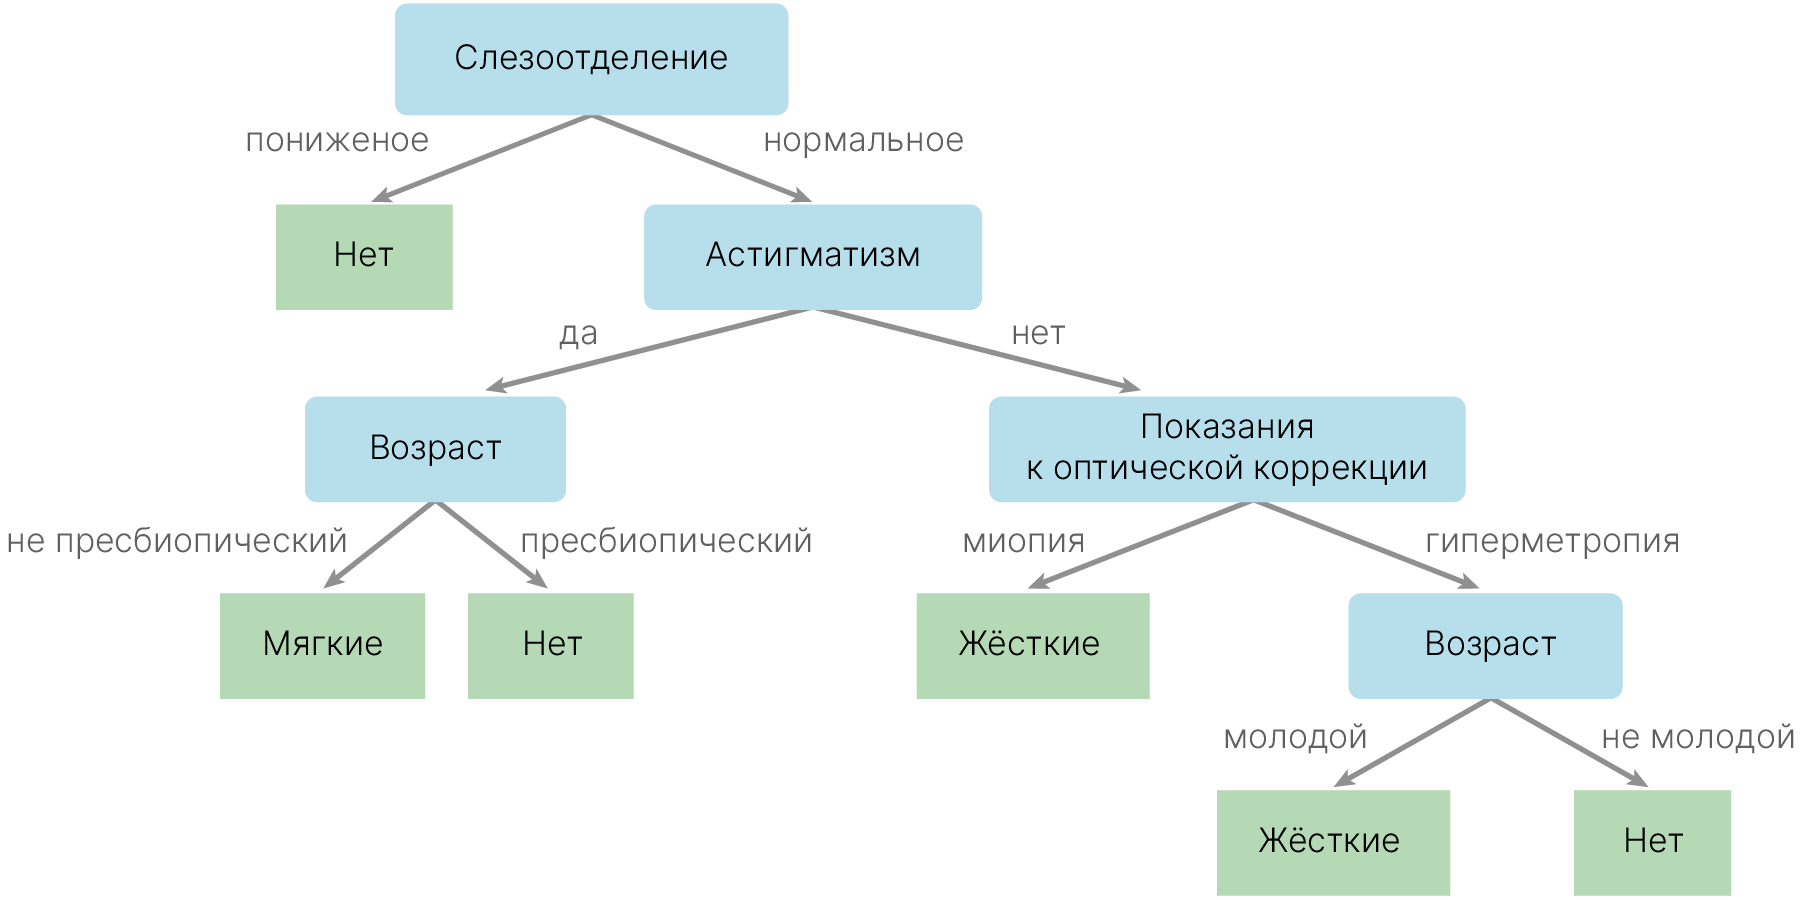 Слезоотделение
пониженое
нормальное
Нет
Астигматизм
да
нет
Возраст
Показания
к оптической коррекции
не пресбиопический
пресбиопический
миопия
гиперметропия
Мягкие
Нет
Жёсткие
Возраст
молодой
не молодой
Жёсткие
Нет